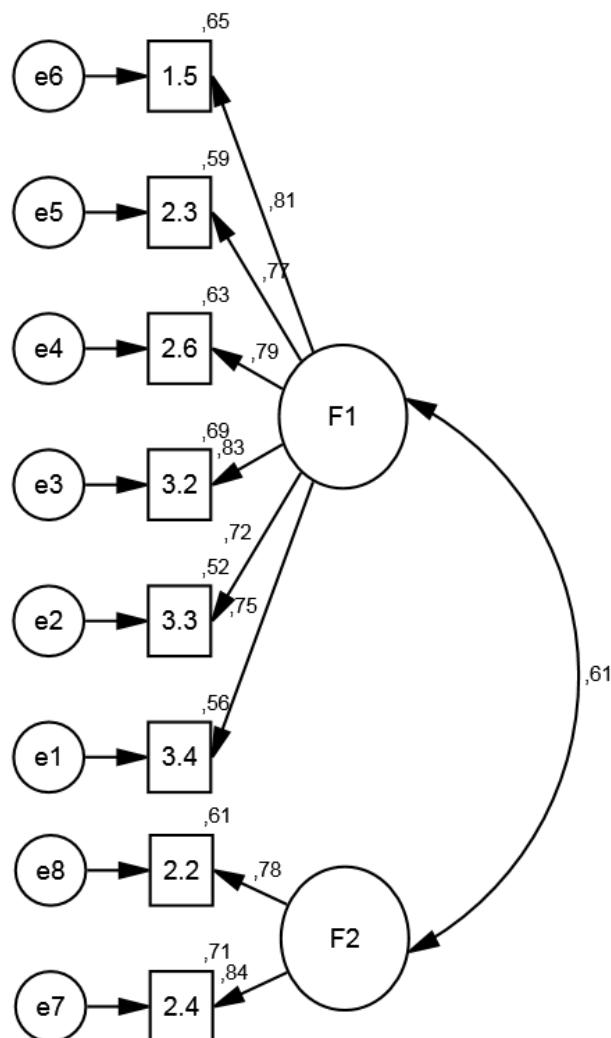 ,65
e6 1.5
,81
,59
e5 2.3
,77
,63
e4 2.6
,79
F1
,69
,83
e3 3.2
,72
,52
e2 3.3
,75
,61
,56
e1 3.4
,61
e8 2.2
,78
F2
,71
,84
e7 2.4